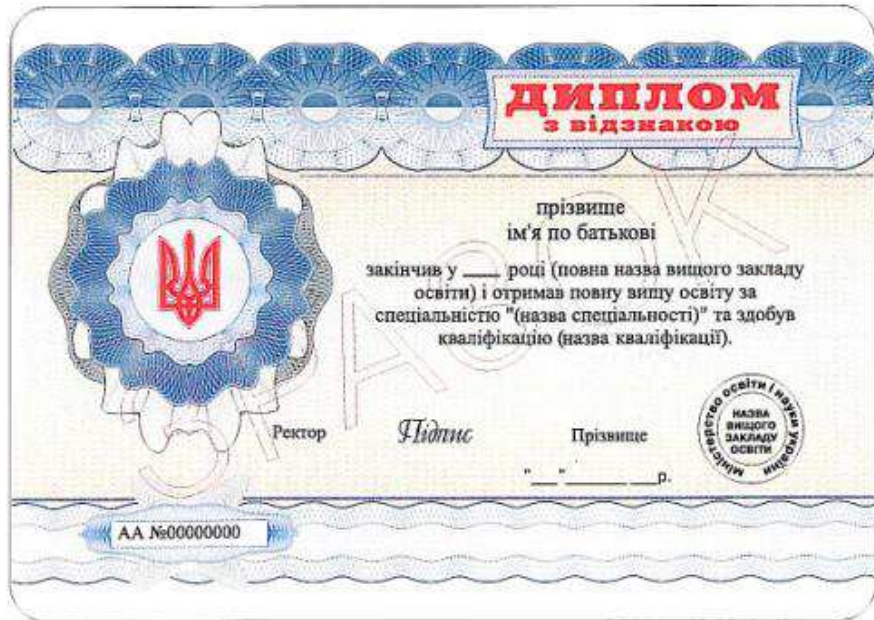 ДИПЛОМ
з відзнакою
прізвище
ім'я по батькові
закінчив у ____ році (повна назва вищого закладу
освіти) і отримав повну вищу освіту за
спеціальністю "(назва спеціальності)" та здобув
кваліфікацію (назва кваліфікації).
Ректор Підпис Прізвище
"___"________ ___р.
Міністерство освіти і науки україни
НАЗВА
ВИЩОГО
ЗАКЛАДУ
ОСВІТИ
АА №00000000
ЗРАЗОК